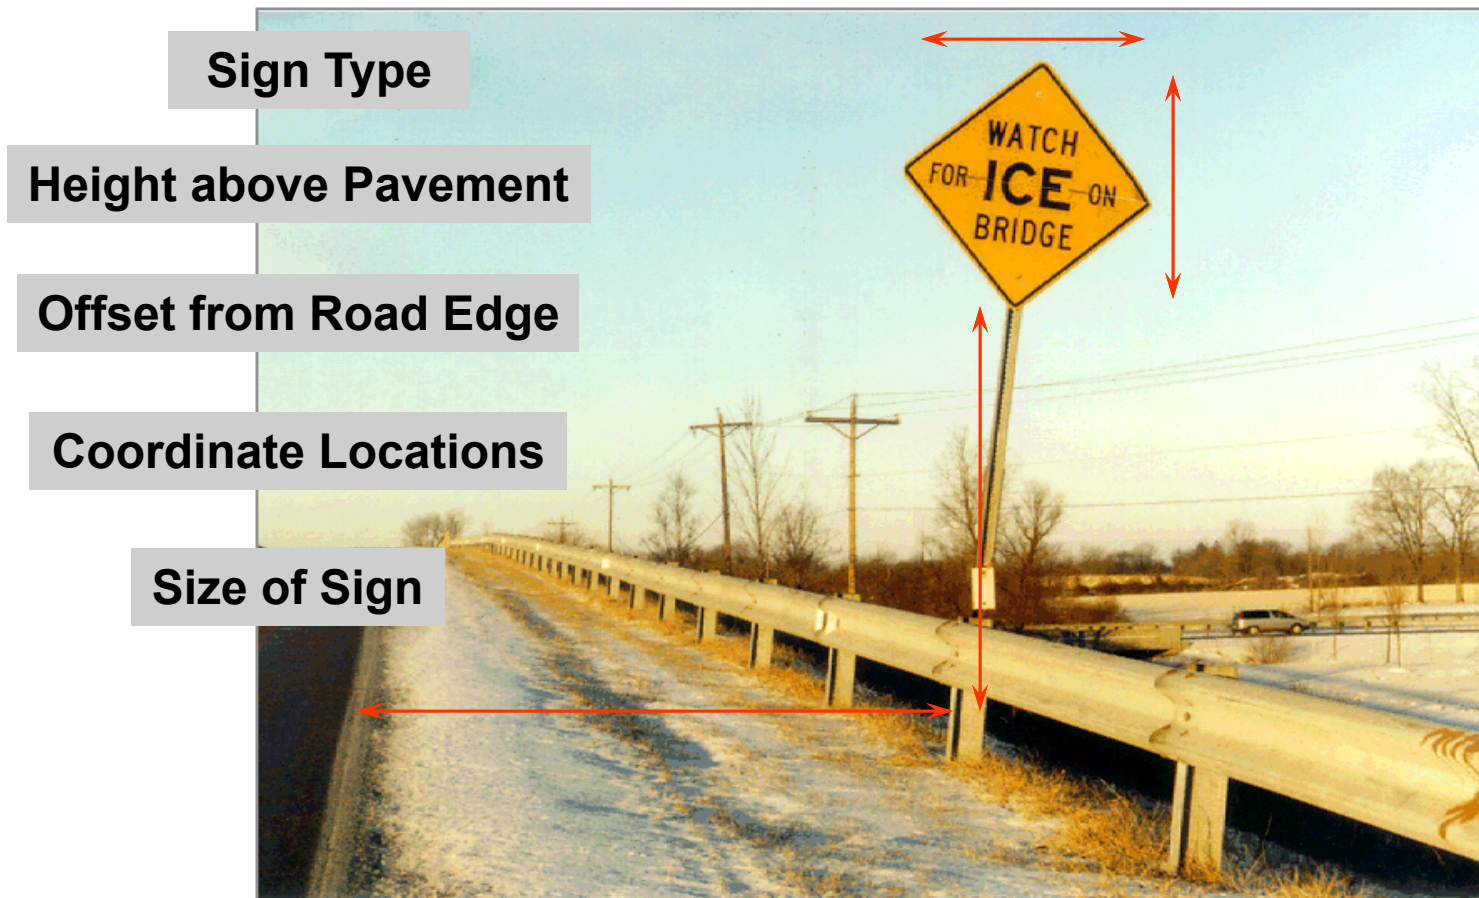 Sign Type
Height above Pavement
Offset from Road Edge
Coordinate Locations
Size of Sign
WATCH
FOR ICE ON
BRIDGE